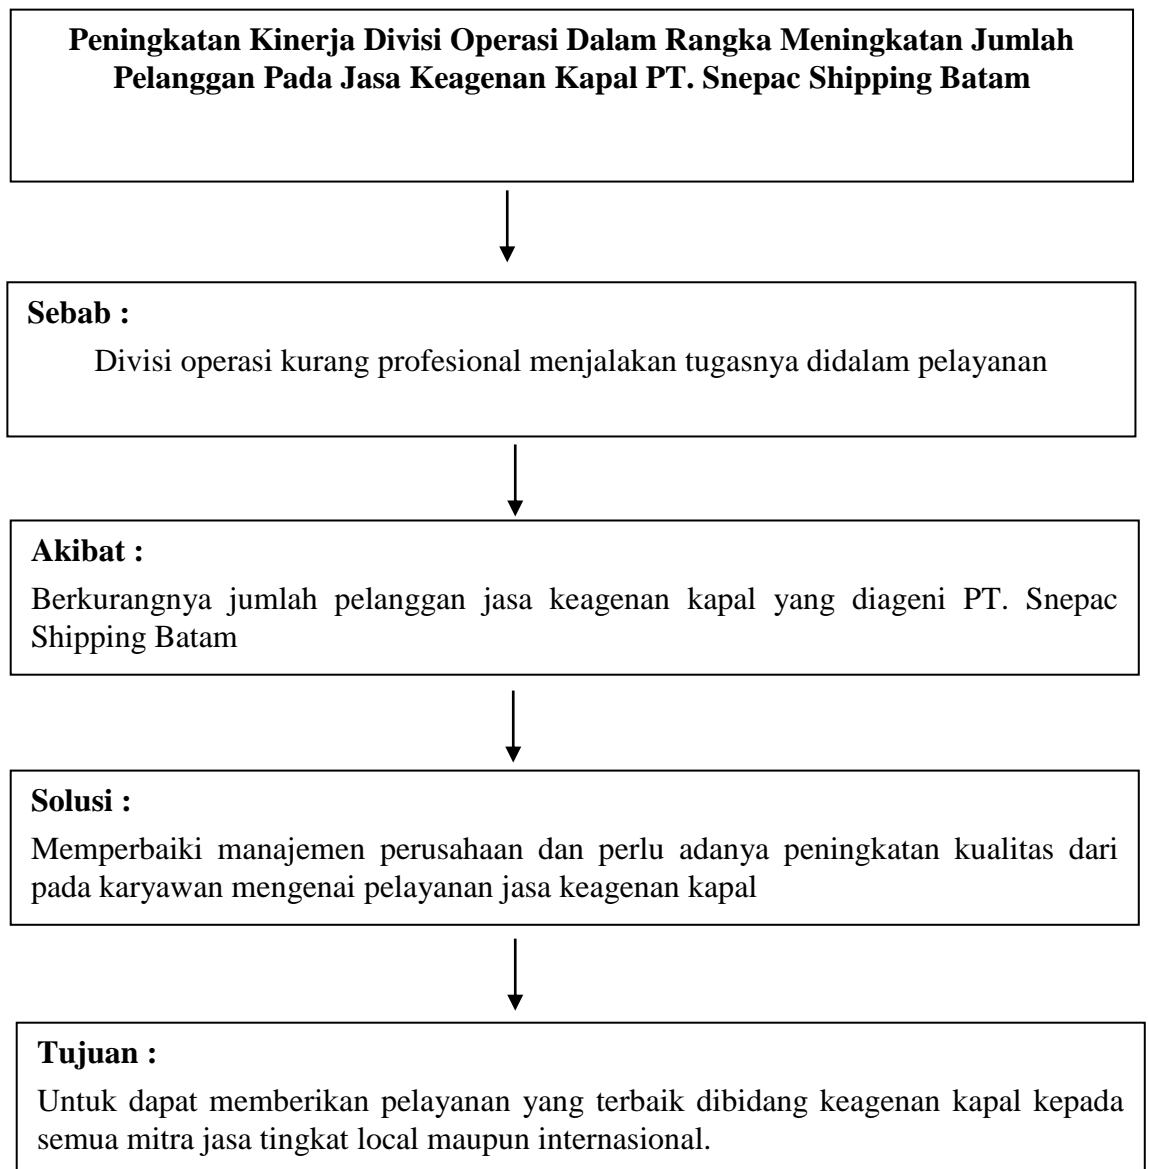 Peningkatan Kinerja Divisi Operasi Dalam Rangka Meningkatan Jumlah
Pelanggan Pada Jasa Keagenan Kapal PT. Snepac Shipping Batam
Sebab :
Divisi operasi kurang profesional menjalakan tugasnya didalam pelayanan
Akibat :
Berkurangnya jumlah pelanggan jasa keagenan kapal yang diageni PT. Snepac
Shipping Batam
Solusi :
Memperbaiki manajemen perusahaan dan perlu adanya peningkatan kualitas dari
pada karyawan mengenai pelayanan jasa keagenan kapal
Tujuan :
Untuk dapat memberikan pelayanan yang terbaik dibidang keagenan kapal kepada
semua mitra jasa tingkat local maupun internasional.